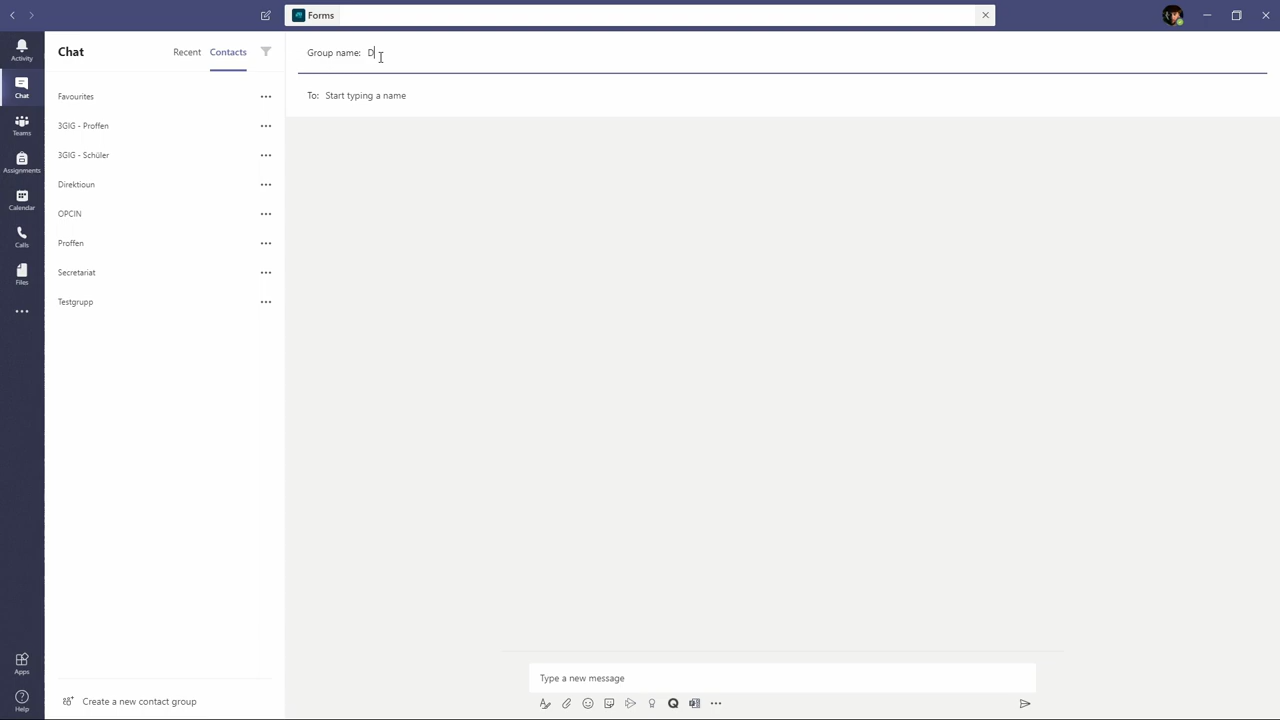 Forms
Activity
Chat
Teams
Assignments
Calendar
Calls
Files
Apps
Help
Chat
Recent
Contacts
Favourites
3GIG - Proffen
3GIG - Schüler
Direktioun
OPCIN
Proffen
Secretariat
Testgrupp
Create a new contact group
Group name: D
To: Start typing a name
Type a new message